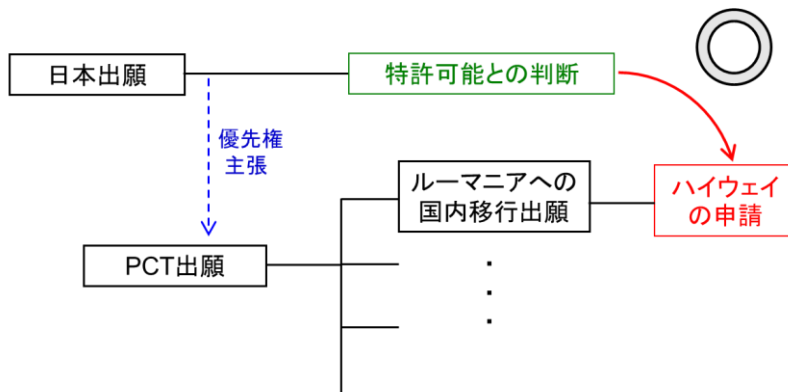 日本出願
特許可能との判断
優先権
主張
ルーマニアへの
国内移行出願
ハイウェイ
の申請
PCT出願